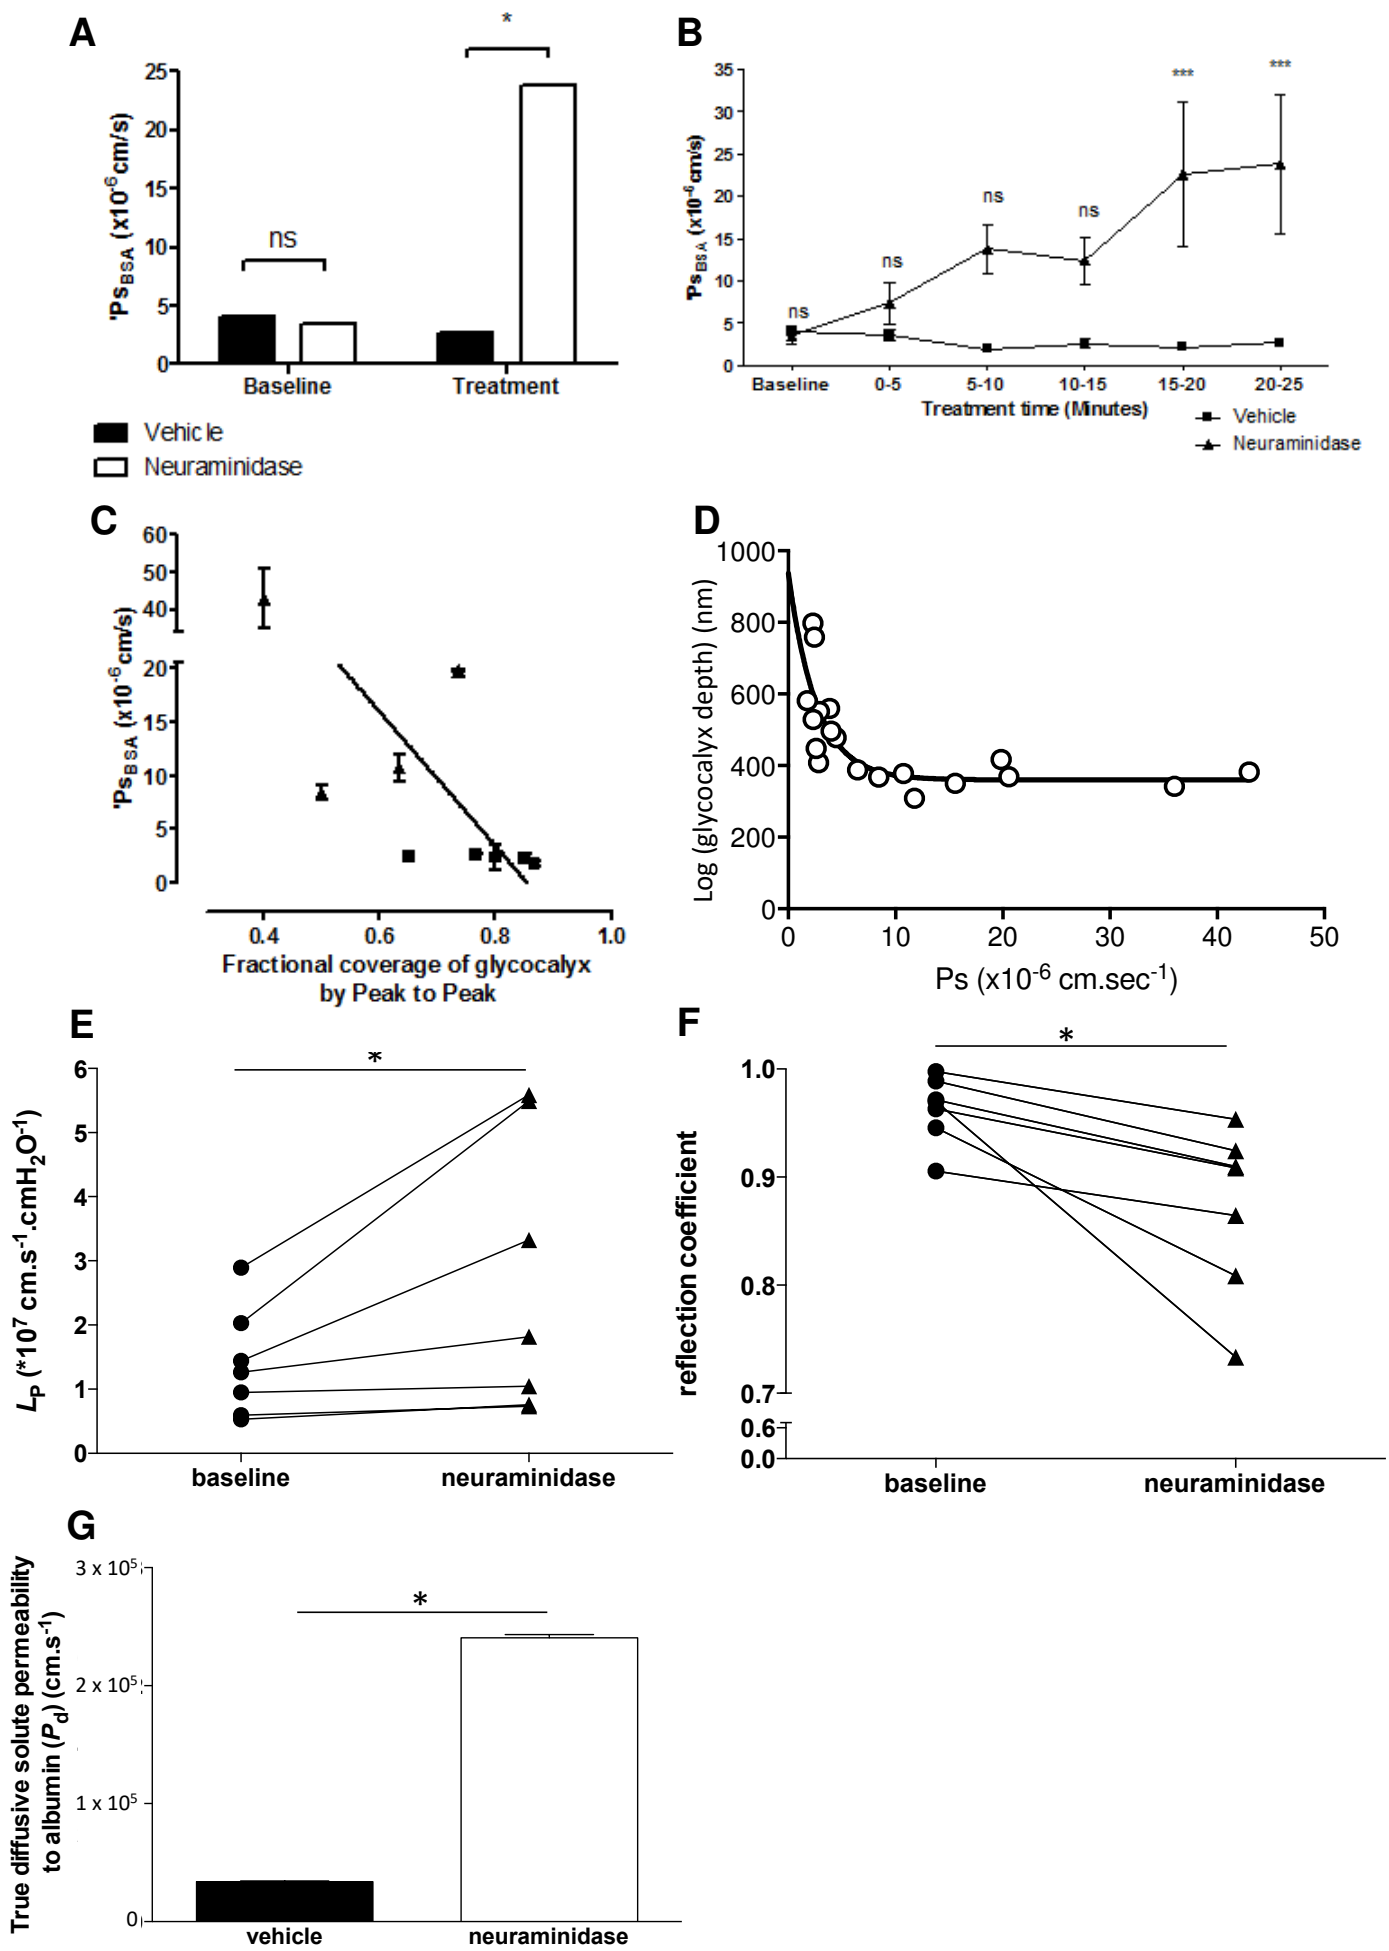 A
*
25
20
15
10
5
0
'Ps_BSA (x10^-6 cm/s)
ns
Baseline
Treatment
Vehicle
Neuraminidase
B
35
30
25
20
15
10
5
0
'Ps_BSA (x10^-6 cm/s)
ns
ns
ns
ns
***
***
Baseline
0-5
5-10
10-15
15-20
20-25
Treatment time (Minutes)
Vehicle
Neuraminidase
C
60
50
40
20
15
10
5
0
'Ps_BSA (x10^-6 cm/s)
0.4
0.6
0.8
1.0
Fractional coverage of glycocalyx
by Peak to Peak
D
1000
800
600
400
200
0
Log (glycocalyx depth) (nm)
0
10
20
30
40
50
Ps (x10^-6 cm.sec^-1)
E
*
6
5
4
3
2
1
0
L_P (*10^7 cm.s^-1.cmH_2O^-1)
baseline
neuraminidase
F
*
1.0
0.9
0.8
0.7
0.6
0.0
reflection coefficient
baseline
neuraminidase
G
*
3 x 10^5
2 x 10^5
1 x 10^5
0
True diffusive solute permeability
to albumin (P_d) (cm.s^-1)
vehicle
neuraminidase